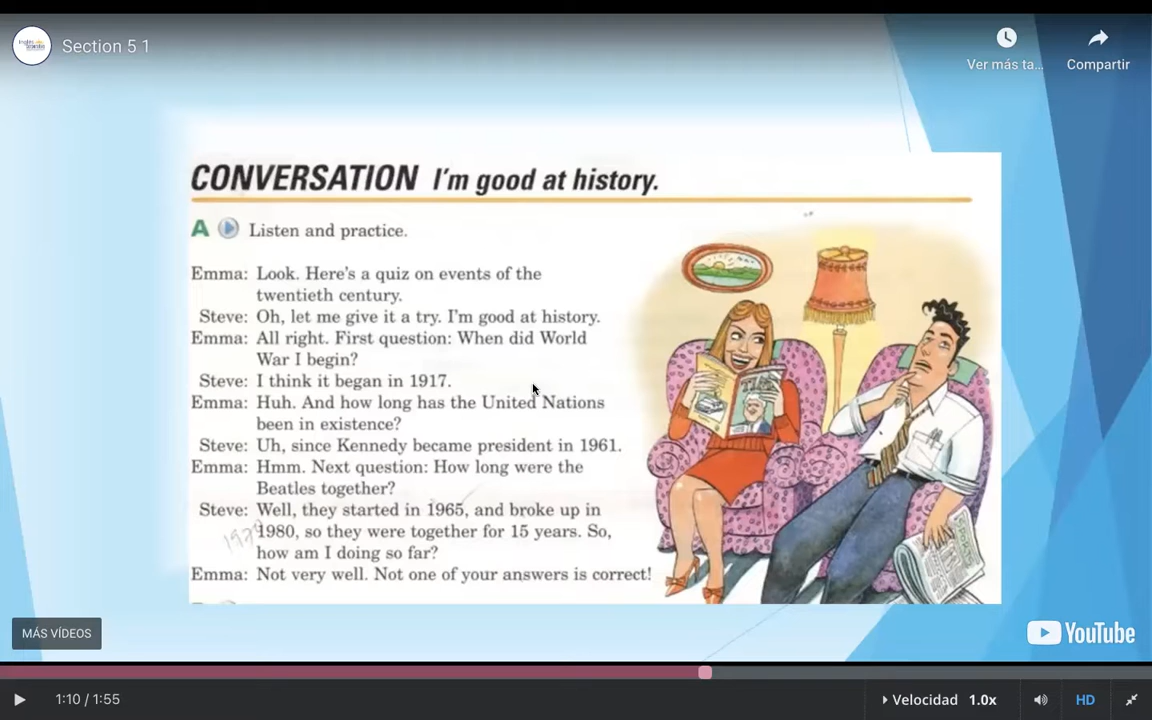 Section 5 1
Ver más ta...
Compartir
CONVERSATION I'm good at history.
A Listen and practice.
Emma: Look. Here's a quiz on events of the
twentieth century.
Steve: Oh, let me give it a try. I'm good at history.
Emma: All right. First question: When did World
War I begin?
Steve: I think it began in 1917.
Emma: Huh. And how long has the United Nations
been in existence?
Steve: Uh, since Kennedy became president in 1961.
Emma: Hmm. Next question: How long were the
Beatles together?
Steve: Well, they started in 1965, and broke up in
1980, so they were together for 15 years. So,
how am I doing so far?
Emma: Not very well. Not one of your answers is correct!
MÁS VÍDEOS
YouTube
1:10 / 1:55
Velocidad 1.0x
HD